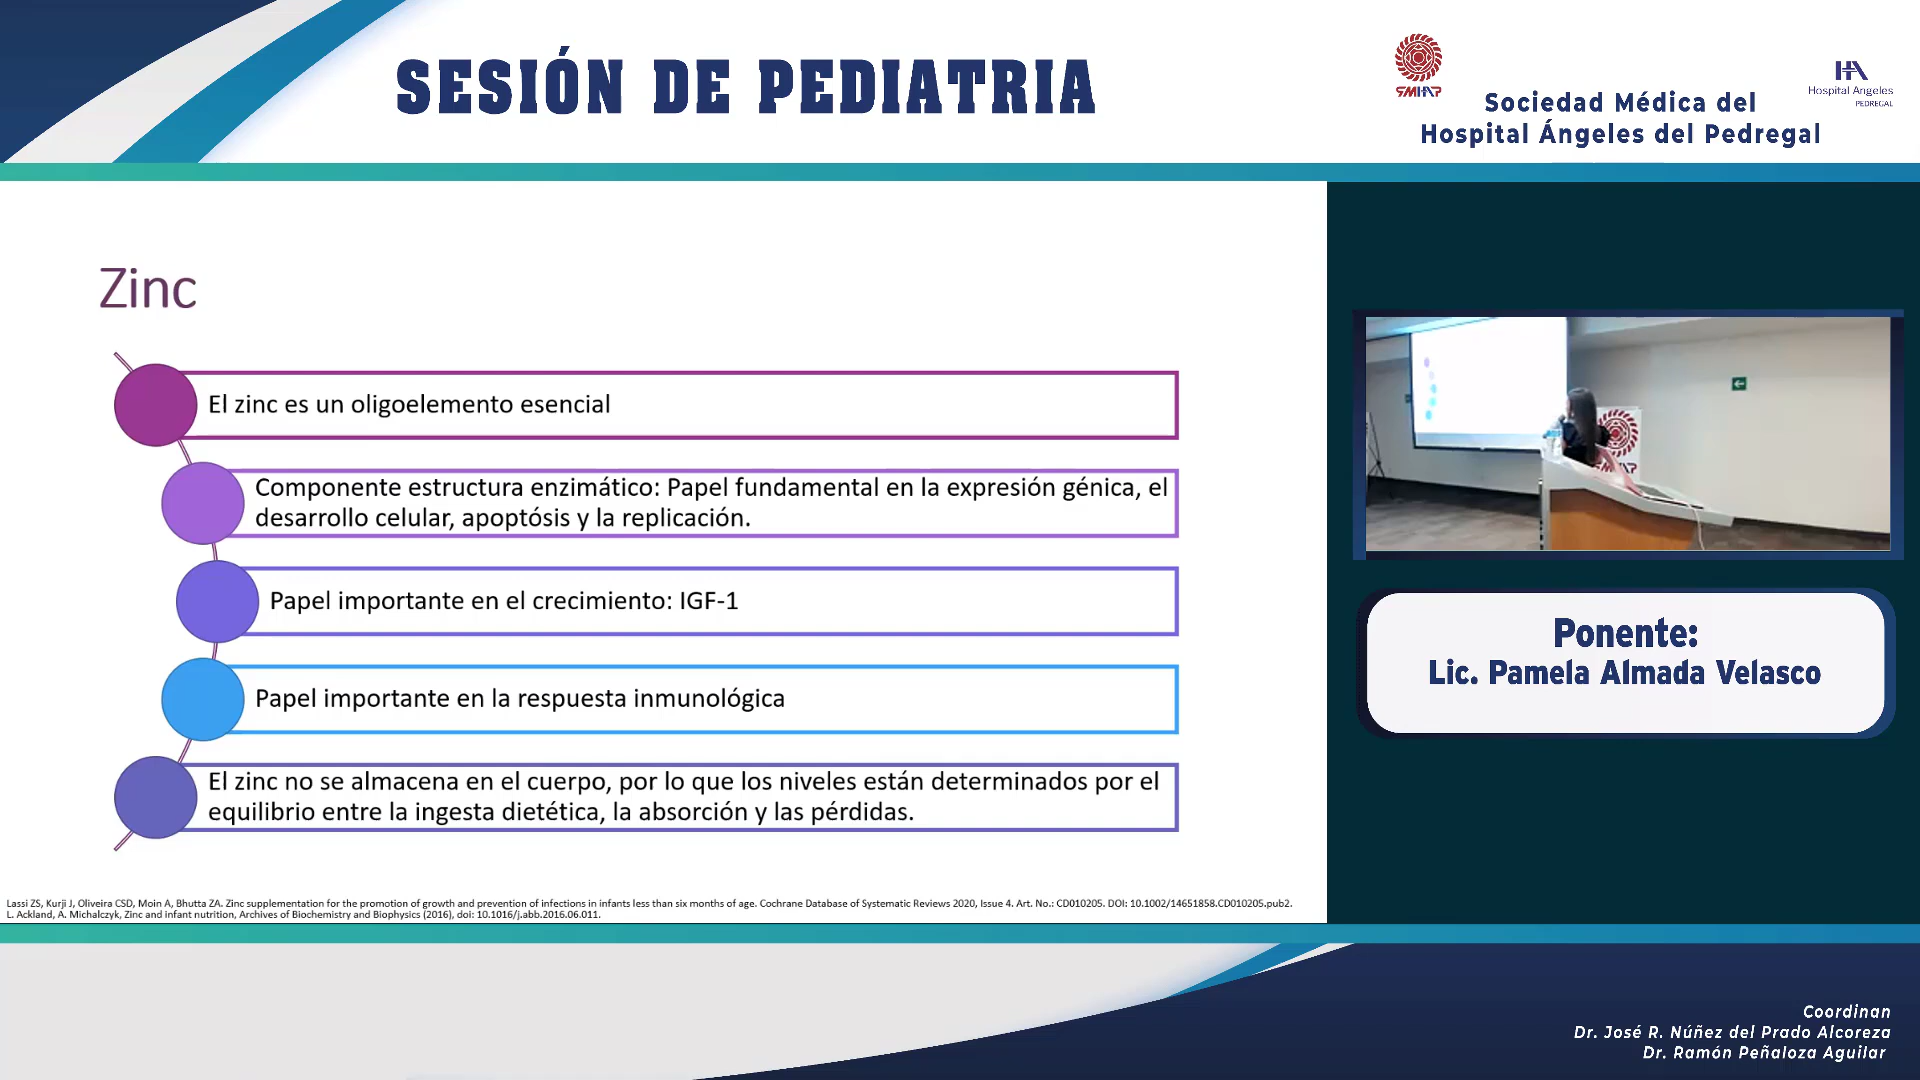 SESIÓN DE PEDIATRIA
SMHAP
Sociedad Médica del
Hospital Ángeles del Pedregal
HA
Hospital Angeles
PEDREGAL
Zinc
El zinc es un oligoelemento esencial
Componente estructura enzimático: Papel fundamental en la expresión génica, el
desarrollo celular, apoptósis y la replicación.
Papel importante en el crecimiento: IGF-1
Papel importante en la respuesta inmunológica
El zinc no se almacena en el cuerpo, por lo que los niveles están determinados por el
equilibrio entre la ingesta dietética, la absorción y las pérdidas.
Lassi ZS, Kurji J, Oliveira CSD, Moin A, Bhutta ZA. Zinc supplementation for the promotion of growth and prevention of infections in infants less than six months of age. Cochrane Database of Systematic Reviews 2020, Issue 4. Art. No.: CD010205. DOI: 10.1002/14651858.CD010205.pub2.
L. Ackland, A. Michalczyk, Zinc and infant nutrition, Archives of Biochemistry and Biophysics (2016), doi: 10.1016/j.abb.2016.06.011.
Ponente:
Lic. Pamela Almada Velasco
Coordinan
Dr. José R. Núñez del Prado Alcoreza
Dr. Ramón Peñaloza Aguilar